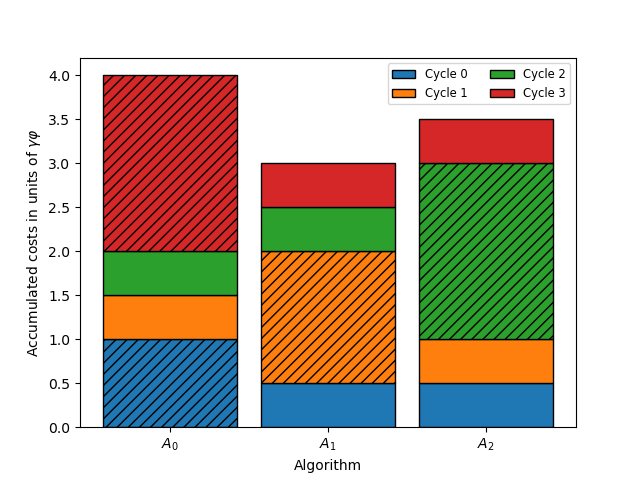 Cycle 0 Cycle 2
Cycle 1 Cycle 3
Accumulated costs in units of γφ
4.0
3.5
3.0
2.5
2.0
1.5
1.0
0.5
0.0
A₀ A₁ A₂
Algorithm